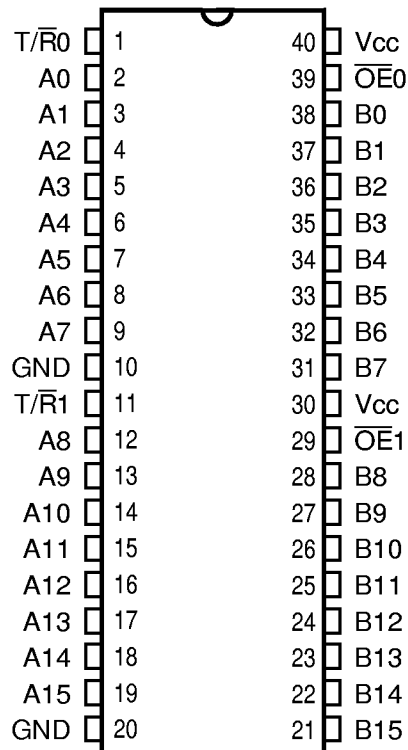 T/R̅0 1 40 Vcc
A0 2 39 O̅E̅0
A1 3 38 B0
A2 4 37 B1
A3 5 36 B2
A4 6 35 B3
A5 7 34 B4
A6 8 33 B5
A7 9 32 B6
GND 10 31 B7
T/R̅1 11 30 Vcc
A8 12 29 O̅E̅1
A9 13 28 B8
A10 14 27 B9
A11 15 26 B10
A12 16 25 B11
A13 17 24 B12
A14 18 23 B13
A15 19 22 B14
GND 20 21 B15